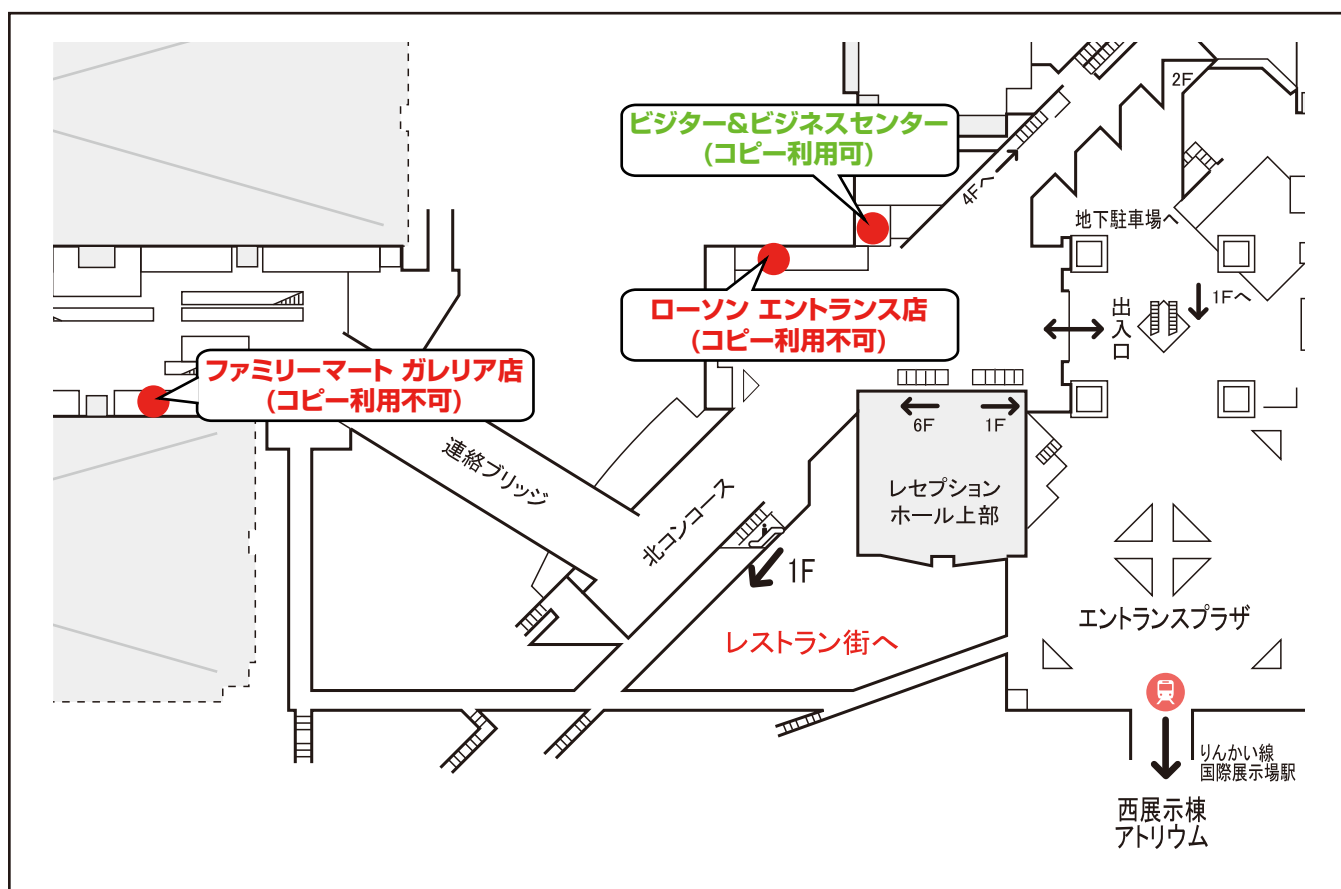 2F
ビジター&ビジネスセンター
(コピー利用可)
4Fへ
地下駐車場へ
1Fへ
出入口
ローソン エントランス店
(コピー利用不可)
ファミリーマート ガレリア店
(コピー利用不可)
6F
1F
連絡ブリッジ
北コンコース
レセプション
ホール上部
1F
エントランスプラザ
レストラン街へ
りんかい線
国際展示場駅
西展示棟
アトリウム